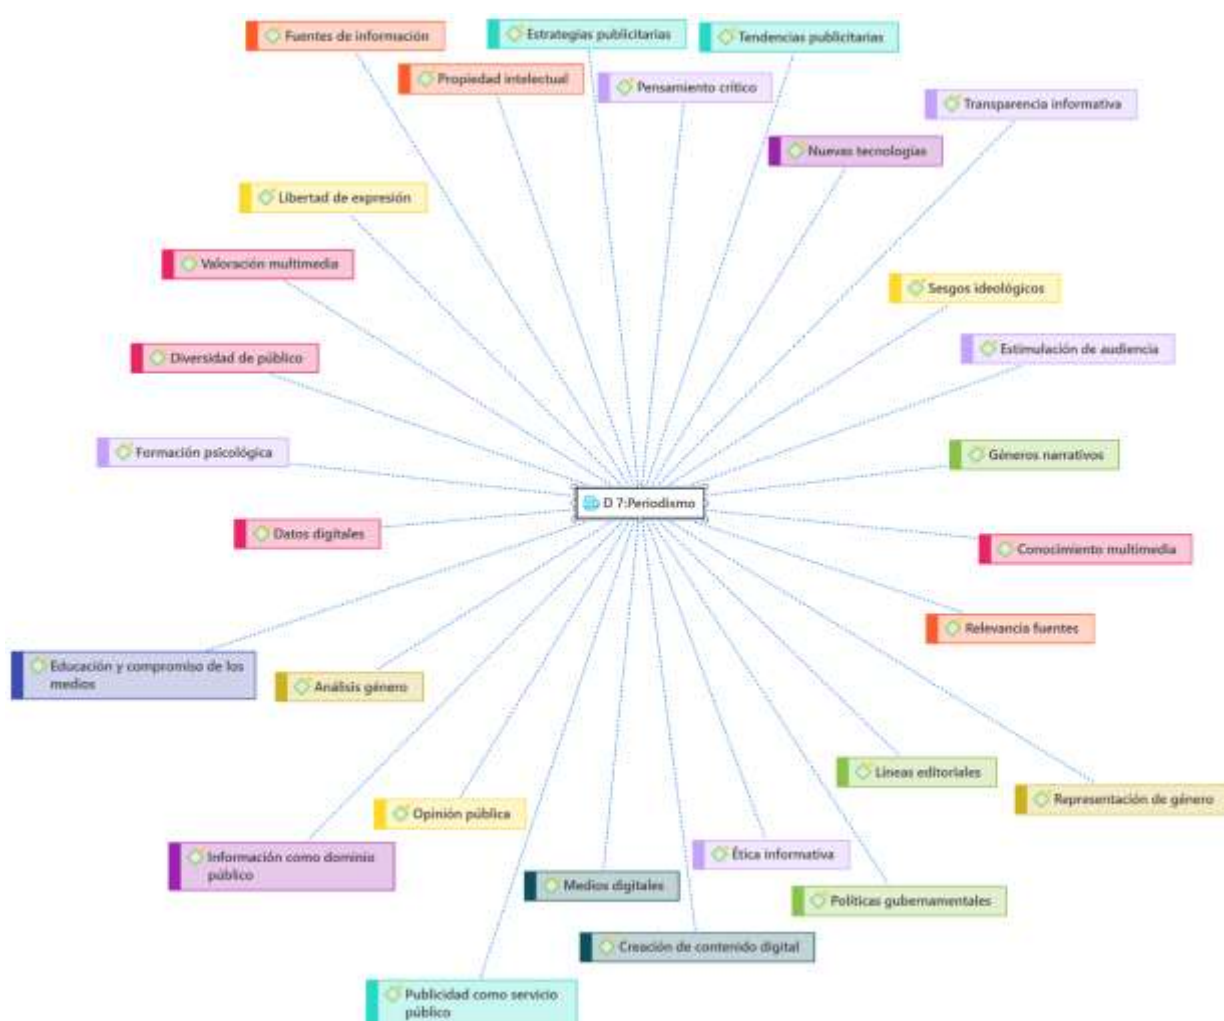 Fuentes de información
Estrategias publicitarias
Tendencias publicitarias
Propiedad intelectual
Pensamiento crítico
Transparencia informativa
Nuevas tecnologías
Libertad de expresión
Valoración multimedia
Sesgos ideológicos
Diversidad de público
Estimulación de audiencia
Formación psicológica
Géneros narrativos
D 7:Periodismo
Datos digitales
Conocimiento multimedia
Relevancia fuentes
Educación y compromiso de los
medios
Análisis género
Líneas editoriales
Representación de género
Opinión pública
Información como dominio
público
Ética informativa
Medios digitales
Políticas gubernamentales
Creación de contenido digital
Publicidad como servicio
público